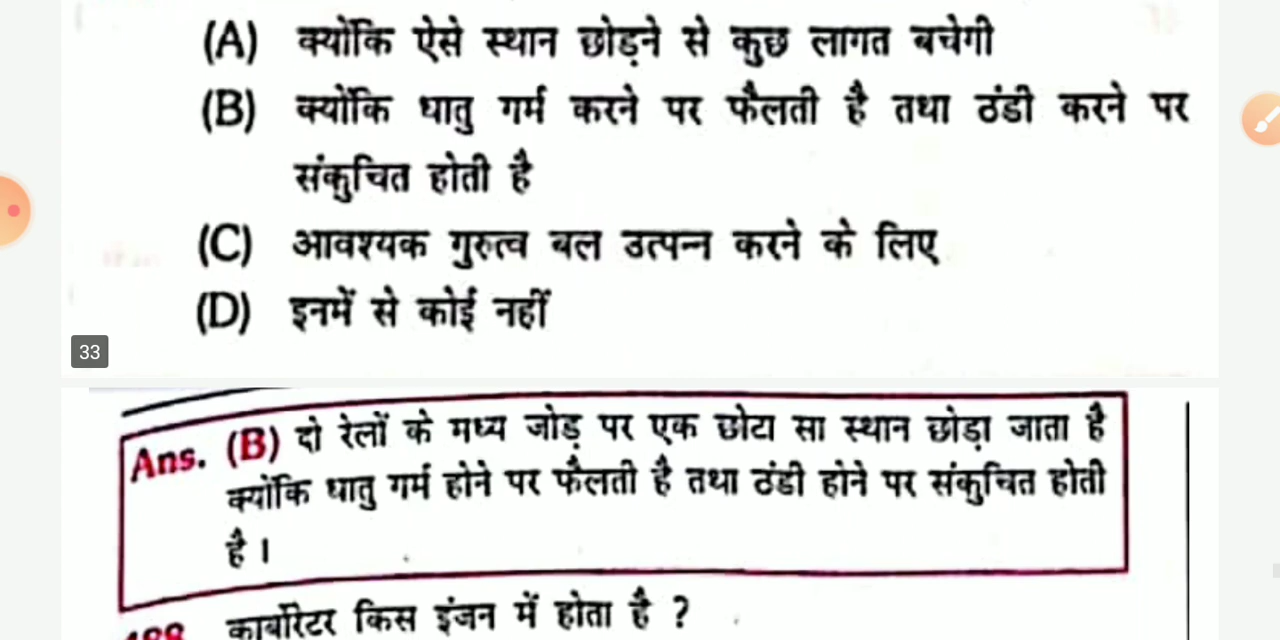 (A) क्योंकि ऐसे स्थान छोड़ने से कुछ लागत बचेगी
(B) क्योंकि धातु गर्म करने पर फैलती है तथा ठंडी करने पर
संकुचित होती है
(C) आवश्यक गुरुत्व बल उत्पन्न करने के लिए
(D) इनमें से कोई नहीं
33
Ans. (B) दो रेलों के मध्य जोड़ पर एक छोटा सा स्थान छोड़ा जाता है
क्योंकि धातु गर्म होने पर फैलती है तथा ठंडी होने पर संकुचित होती
है ।
कार्बोरेटर किस इंजन में होता है ?